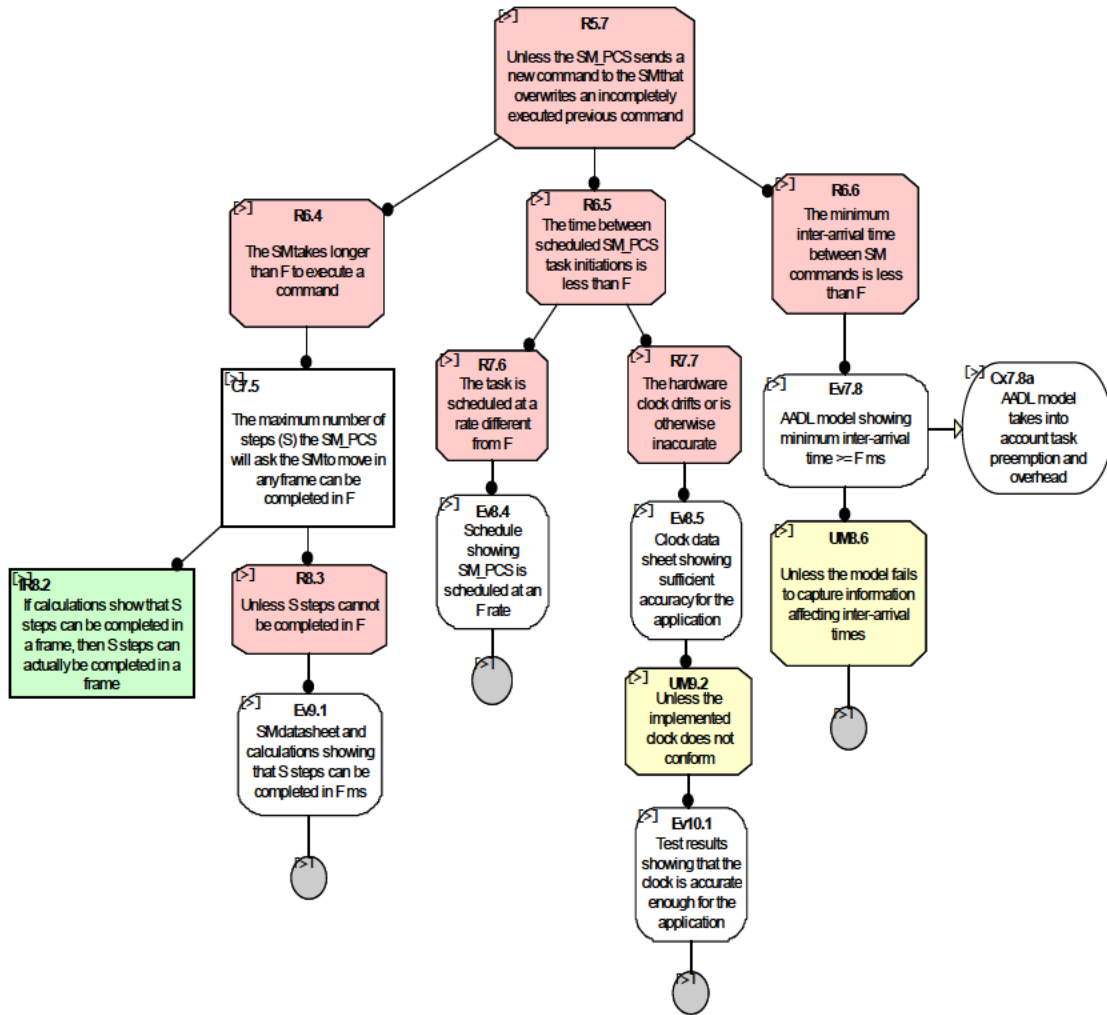 [>]
R5.7
Unless the SM_PCS sends a
new command to the SM that
overwrites an incompletely
executed previous command
[>]
R6.4
The SM takes longer
than F to execute a
command
[>]
R6.5
The time between
scheduled SM_PCS
task initiations is
less than F
[>]
R6.6
The minimum
inter-arrival time
between SM
commands is less
than F
[>]
C7.5
The maximum number of
steps (S) the SM_PCS
will ask the SM to move in
any frame can be
completed in F
[>]
R7.6
The task is
scheduled at a
rate different
from F
[>]
R7.7
The hardware
clock drifts or is
otherwise
inaccurate
[>]
Ev7.8
AADL model showing
minimum inter-arrival
time >= F ms
[>]
Cx7.8a
AADL model
takes into
account task
preemption and
overhead
[>]
IR8.2
If calculations show that S
steps can be completed in
a frame, then S steps can
actually be completed in a
frame
[>]
R8.3
Unless S steps cannot
be completed in F
[>]
Ev8.4
Schedule
showing
SM_PCS is
scheduled at an
F rate
[>]
Ev8.5
Clock data
sheet showing
sufficient
accuracy for the
application
[>]
UM8.6
Unless the model fails
to capture information
affecting inter-arrival
times
[>]
Ev9.1
SM datasheet and
calculations showing
that S steps can be
completed in F ms
[>]
UM9.2
Unless the
implemented
clock does not
conform
[>]
Ev10.1
Test results
showing that the
clock is accurate
enough for the
application